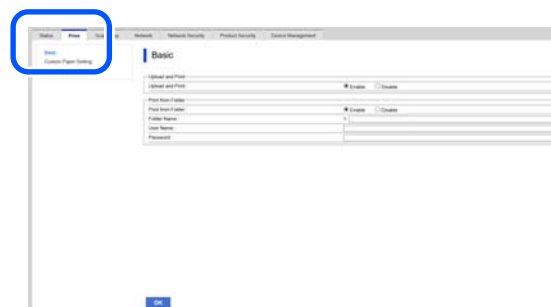 Status Print Network Network Security Product Security Device Management
Basic
Custom Paper Setting
Basic
Upload and Print
Upload and Print: Enable Disable
Print from Folder
Print from Folder: Enable Disable
Folder Name: \
User Name:
Password:
OK